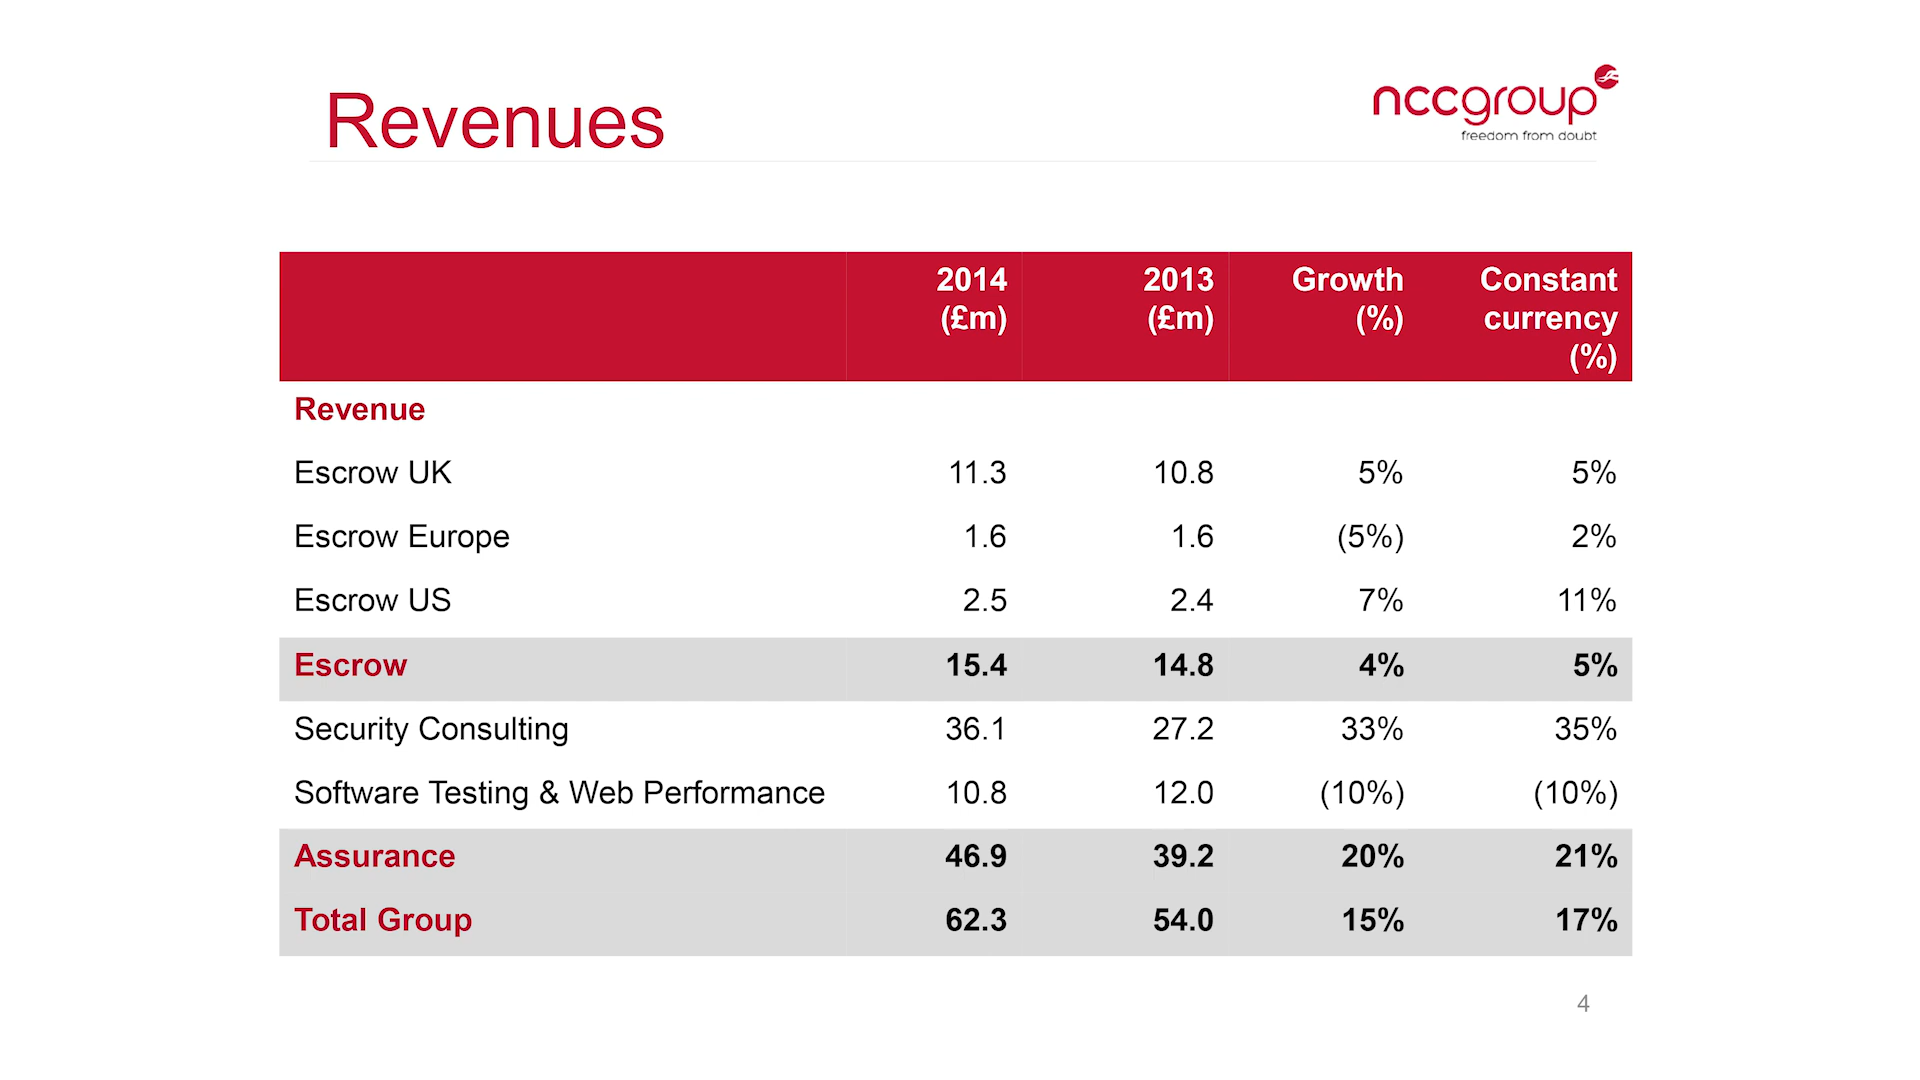 Revenues
nccgroup
freedom from doubt
2014 2013 Growth Constant
(£m) (£m) (%) currency
(%)
Revenue
Escrow UK 11.3 10.8 5% 5%
Escrow Europe 1.6 1.6 (5%) 2%
Escrow US 2.5 2.4 7% 11%
Escrow 15.4 14.8 4% 5%
Security Consulting 36.1 27.2 33% 35%
Software Testing & Web Performance 10.8 12.0 (10%) (10%)
Assurance 46.9 39.2 20% 21%
Total Group 62.3 54.0 15% 17%
4